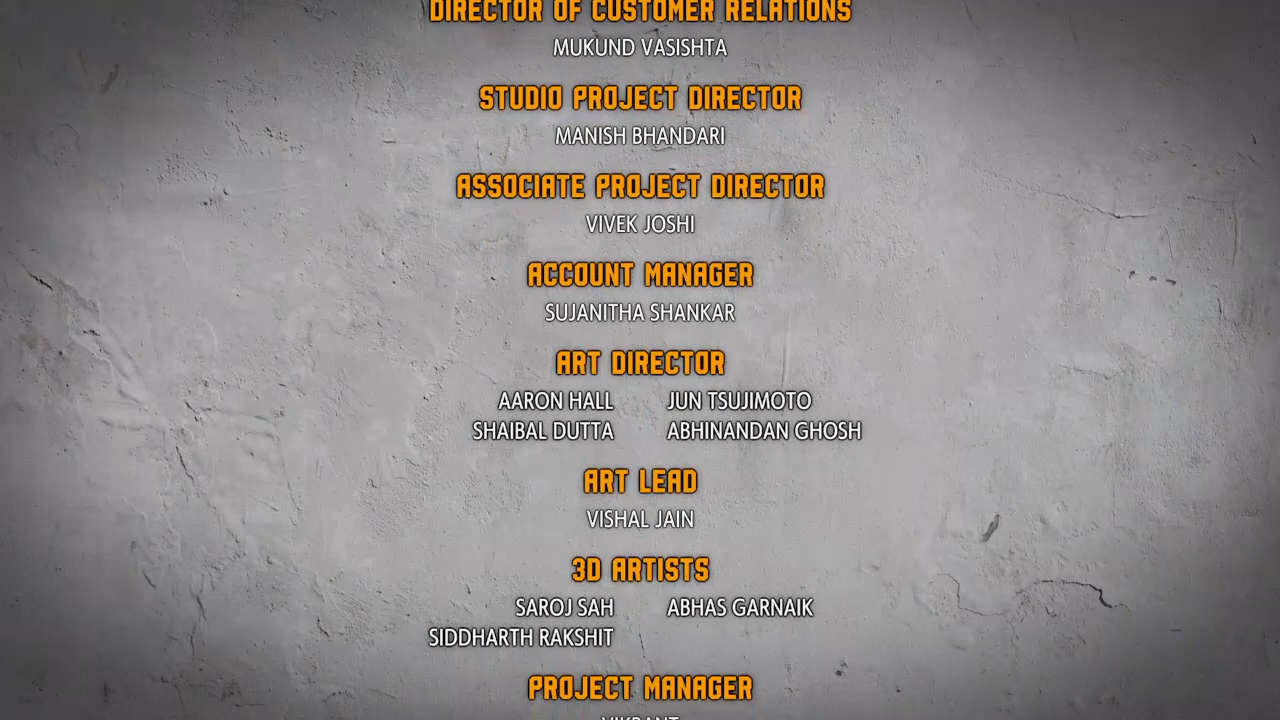 DIRECTOR OF CUSTOMER RELATIONS
MUKUND VASISHTA
STUDIO PROJECT DIRECTOR
MANISH BHANDARI
ASSOCIATE PROJECT DIRECTOR
VIVEK JOSHI
ACCOUNT MANAGER
SUJANITHA SHANKAR
ART DIRECTOR
AARON HALL JUN TSUJIMOTO
SHAIBAL DUTTA ABHINANDAN GHOSH
ART LEAD
VISHAL JAIN
3D ARTISTS
SAROJ SAH ABHAS GARNAIK
SIDDHARTH RAKSHIT
PROJECT MANAGER
VIKRANT